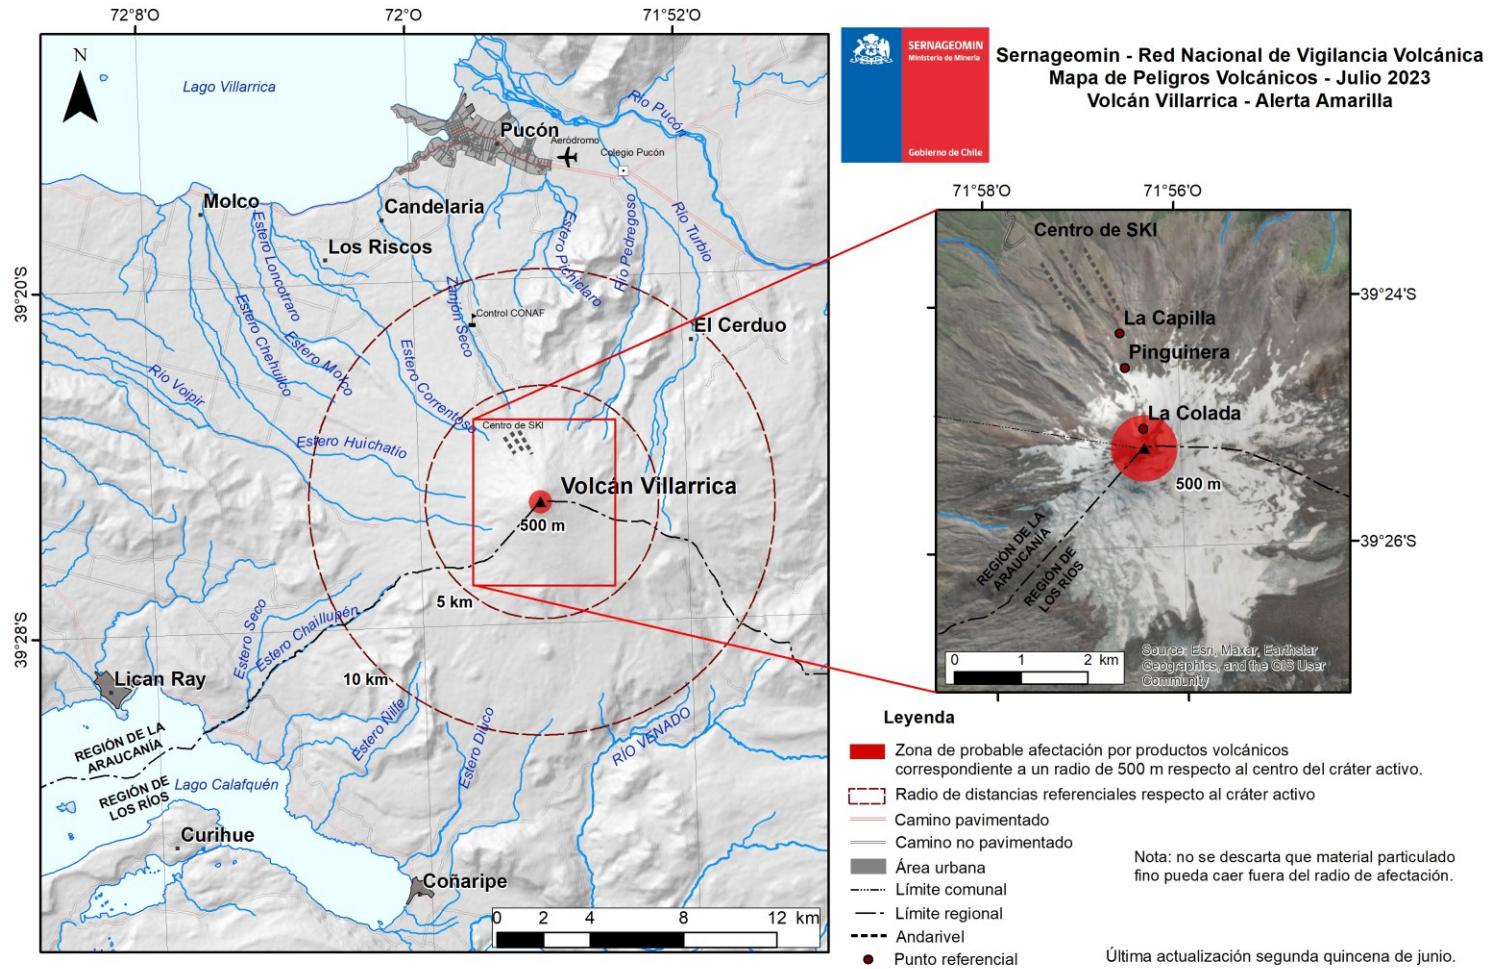 72°8'O
72°O
71°52'O
SERNAGEOMIN
Ministerio de Minería
Gobierno de Chile
Sernageomin - Red Nacional de Vigilancia Volcánica
Mapa de Peligros Volcánicos - Julio 2023
Volcán Villarrica - Alerta Amarilla
N
Lago Villarrica
Río Pucón
Pucón
Aeródromo
Colegio Pucón
Molco
Candelaria
Los Riscos
Estero Loncotraro
Estero Chehuilco
Estero Molco
Zanjón Seco
Estero Pichiclaro
Río Pedregoso
Río Turbio
39°20'S
Control CONAF
El Cerduo
Río Voipir
Estero Correntoso
Centro de SKI
Estero Huichatio
Volcán Villarrica
500 m
5 km
39°28'S
Estero Seco
Estero Chaillupén
10 km
Lican Ray
Estero Ñilfe
Estero Diuco
RÍO VENADO
REGIÓN DE LA
ARAUCANÍA
REGIÓN DE
LOS RÍOS
Lago Calafquén
Curihue
Coñaripe
0 2 4 8 12 km
71°58'O
71°56'O
Centro de SKI
39°24'S
La Capilla
Pinguinera
La Colada
500 m
39°26'S
REGIÓN DE LA
ARAUCANÍA
REGIÓN DE
LOS RÍOS
0 1 2 km
Source: Esri, Maxar, Earthstar
Geographics, and the GIS User
Community
Leyenda
Zona de probable afectación por productos volcánicos
correspondiente a un radio de 500 m respecto al centro del cráter activo.
Radio de distancias referenciales respecto al cráter activo
Camino pavimentado
Camino no pavimentado
Área urbana
Límite comunal
Límite regional
Andarivel
Punto referencial
Nota: no se descarta que material particulado
fino pueda caer fuera del radio de afectación.
Última actualización segunda quincena de junio.